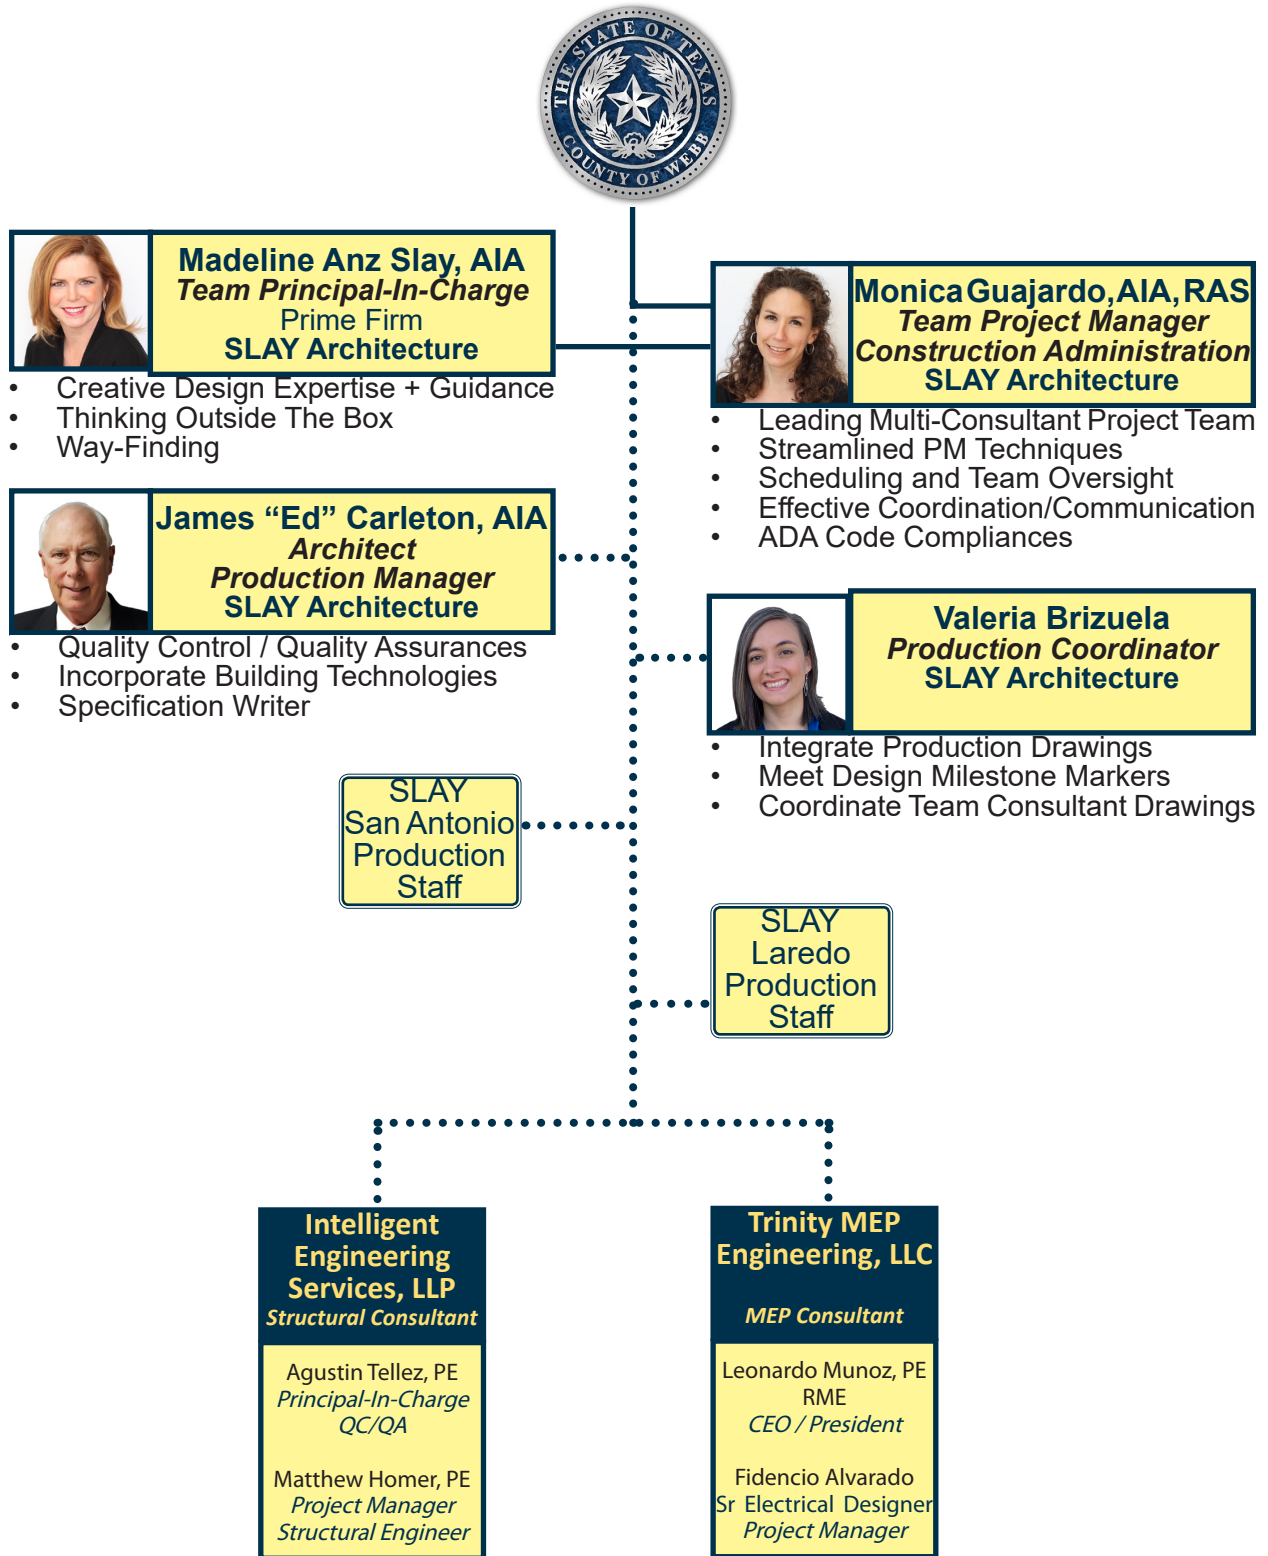 THE STATE OF TEXAS
COUNTY OF WEBB
Madeline Anz Slay, AIA
Team Principal-In-Charge
Prime Firm
SLAY Architecture
• Creative Design Expertise + Guidance
• Thinking Outside The Box
• Way-Finding
Monica Guajardo, AIA, RAS
Team Project Manager
Construction Administration
SLAY Architecture
• Leading Multi-Consultant Project Team
• Streamlined PM Techniques
• Scheduling and Team Oversight
• Effective Coordination/Communication
• ADA Code Compliances
James “Ed” Carleton, AIA
Architect
Production Manager
SLAY Architecture
• Quality Control / Quality Assurances
• Incorporate Building Technologies
• Specification Writer
Valeria Brizuela
Production Coordinator
SLAY Architecture
• Integrate Production Drawings
• Meet Design Milestone Markers
• Coordinate Team Consultant Drawings
SLAY
San Antonio
Production
Staff
SLAY
Laredo
Production
Staff
Intelligent
Engineering
Services, LLP
Structural Consultant
Agustin Tellez, PE
Principal-In-Charge
QC/QA
Matthew Homer, PE
Project Manager
Structural Engineer
Trinity MEP
Engineering, LLC
MEP Consultant
Leonardo Munoz, PE
RME
CEO / President
Fidencio Alvarado
Sr Electrical Designer
Project Manager